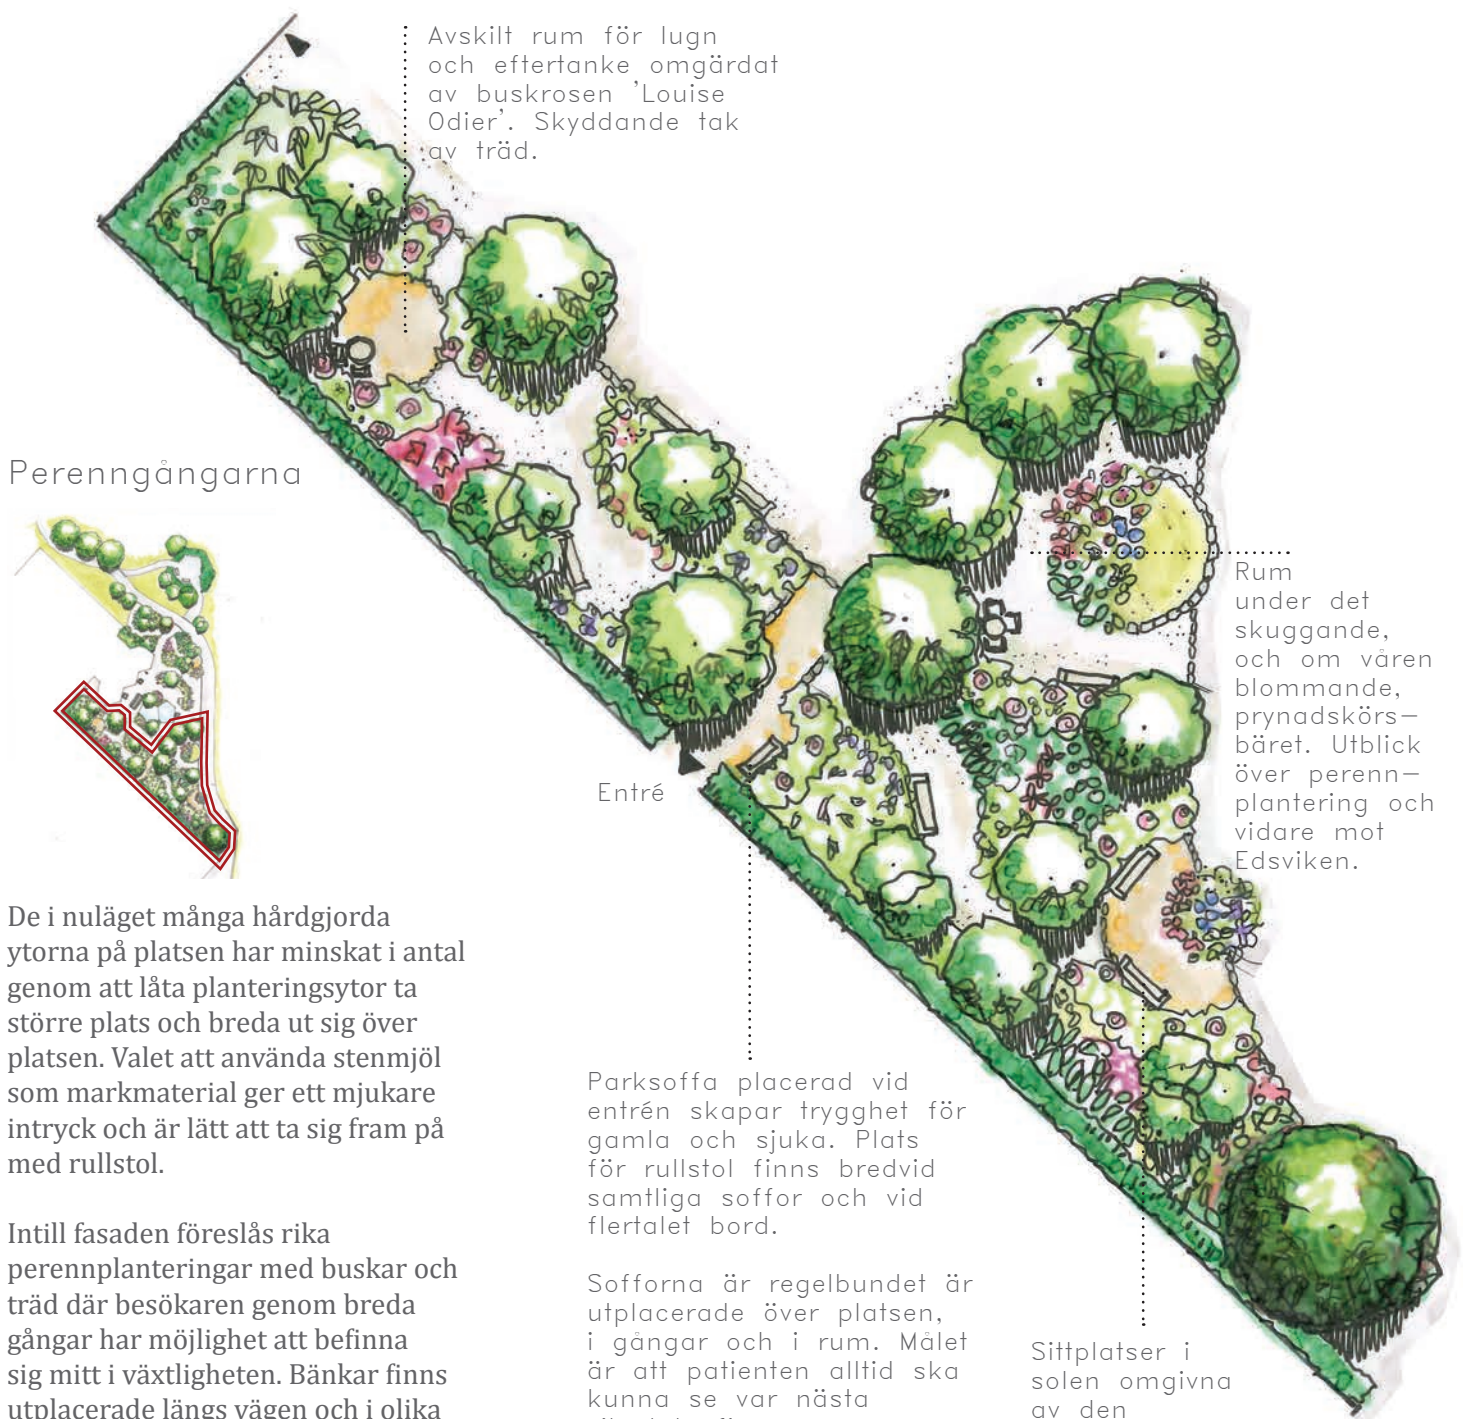 Avskilt rum för lugn
och eftertanke omgärdat
av buskrosen 'Louise
Odier'. Skyddande tak
av träd.
Perenngångarna
Rum
under det
skuggande,
och om våren
blommande,
prynadskörs–
bäret. Utblick
över perenn–
plantering och
vidare mot
Edsviken.
Entré
De i nuläget många hårdgjorda
ytorna på platsen har minskat i antal
genom att låta planteringsytor ta
större plats och breda ut sig över
platsen. Valet att använda stenmjöl
som markmaterial ger ett mjukare
intryck och är lätt att ta sig fram på
med rullstol.
Intill fasaden föreslås rika
perennplanteringar med buskar och
träd där besökaren genom breda
gångar har möjlighet att befinna
sig mitt i växtligheten. Bänkar finns
utplacerade längs vägen och i olika
Parksoffa placerad vid
entrén skapar trygghet för
gamla och sjuka. Plats
för rullstol finns bredvid
samtliga soffor och vid
flertalet bord.
Sofforna är regelbundet är
utplacerade över platsen,
i gångar och i rum. Målet
är att patienten alltid ska
kunna se var nästa
Sittplatser i
solen omgivna
av den